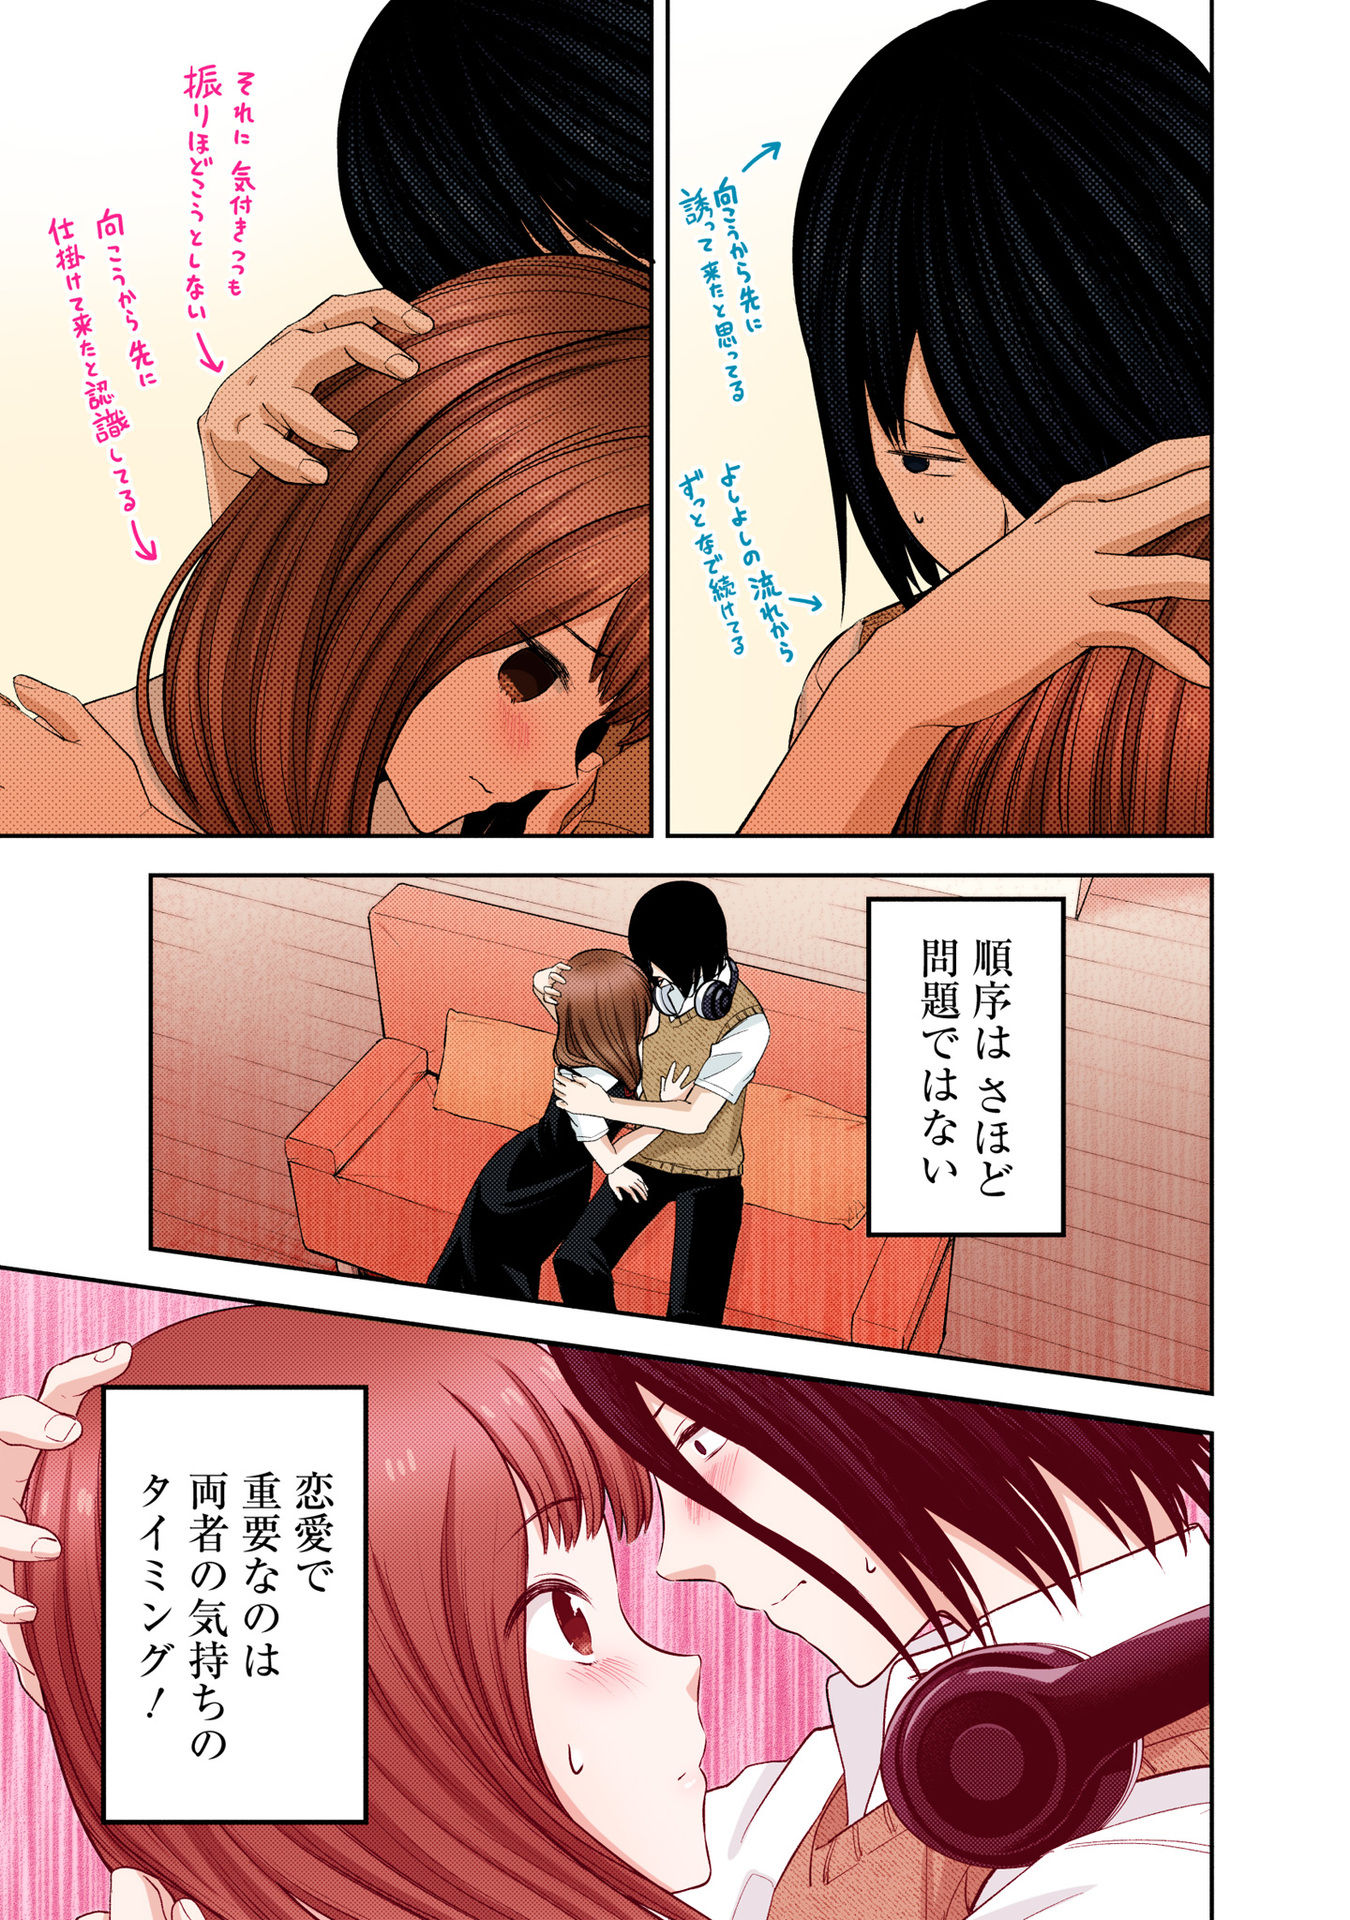 向こうから先に
誘って来たと思ってる
よしよしの流れから
ずっとなで続けてる
それに気付きつつも
振りほどこうとしない
向こうから先に
仕掛けて来たと認識してる
順序は さほど
問題ではない
恋愛で
重要なのは
両者の気持ちの
タイミング!